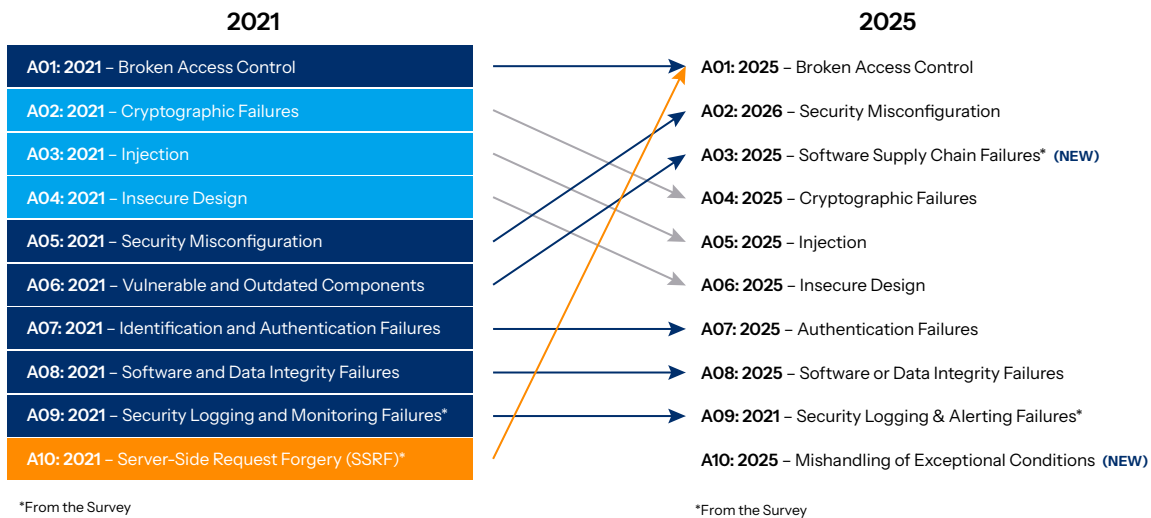 2021
2025
A01: 2021 – Broken Access Control
A02: 2021 – Cryptographic Failures
A03: 2021 – Injection
A04: 2021 – Insecure Design
A05: 2021 – Security Misconfiguration
A06: 2021 – Vulnerable and Outdated Components
A07: 2021 – Identification and Authentication Failures
A08: 2021 – Software and Data Integrity Failures
A09: 2021 – Security Logging and Monitoring Failures*
A10: 2021 – Server-Side Request Forgery (SSRF)*
*From the Survey
A01: 2025 – Broken Access Control
A02: 2026 – Security Misconfiguration
A03: 2025 – Software Supply Chain Failures* (NEW)
A04: 2025 – Cryptographic Failures
A05: 2025 – Injection
A06: 2025 – Insecure Design
A07: 2025 – Authentication Failures
A08: 2025 – Software or Data Integrity Failures
A09: 2021 – Security Logging & Alerting Failures*
A10: 2025 – Mishandling of Exceptional Conditions (NEW)
*From the Survey